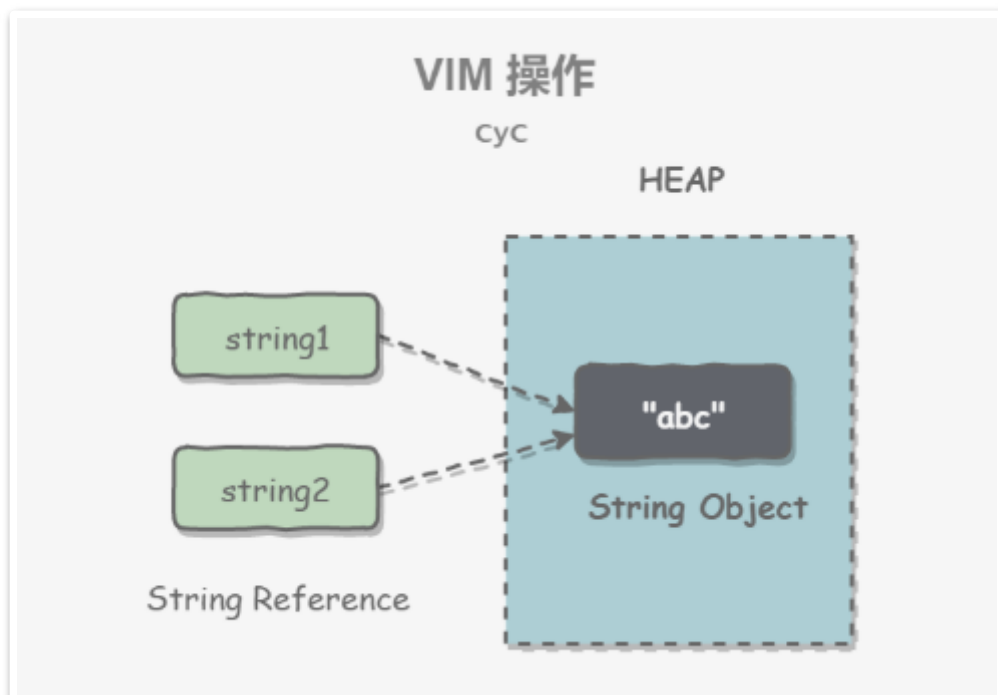 VIM 操作
CyC
HEAP
string1
"abc"
string2
String Object
String Reference